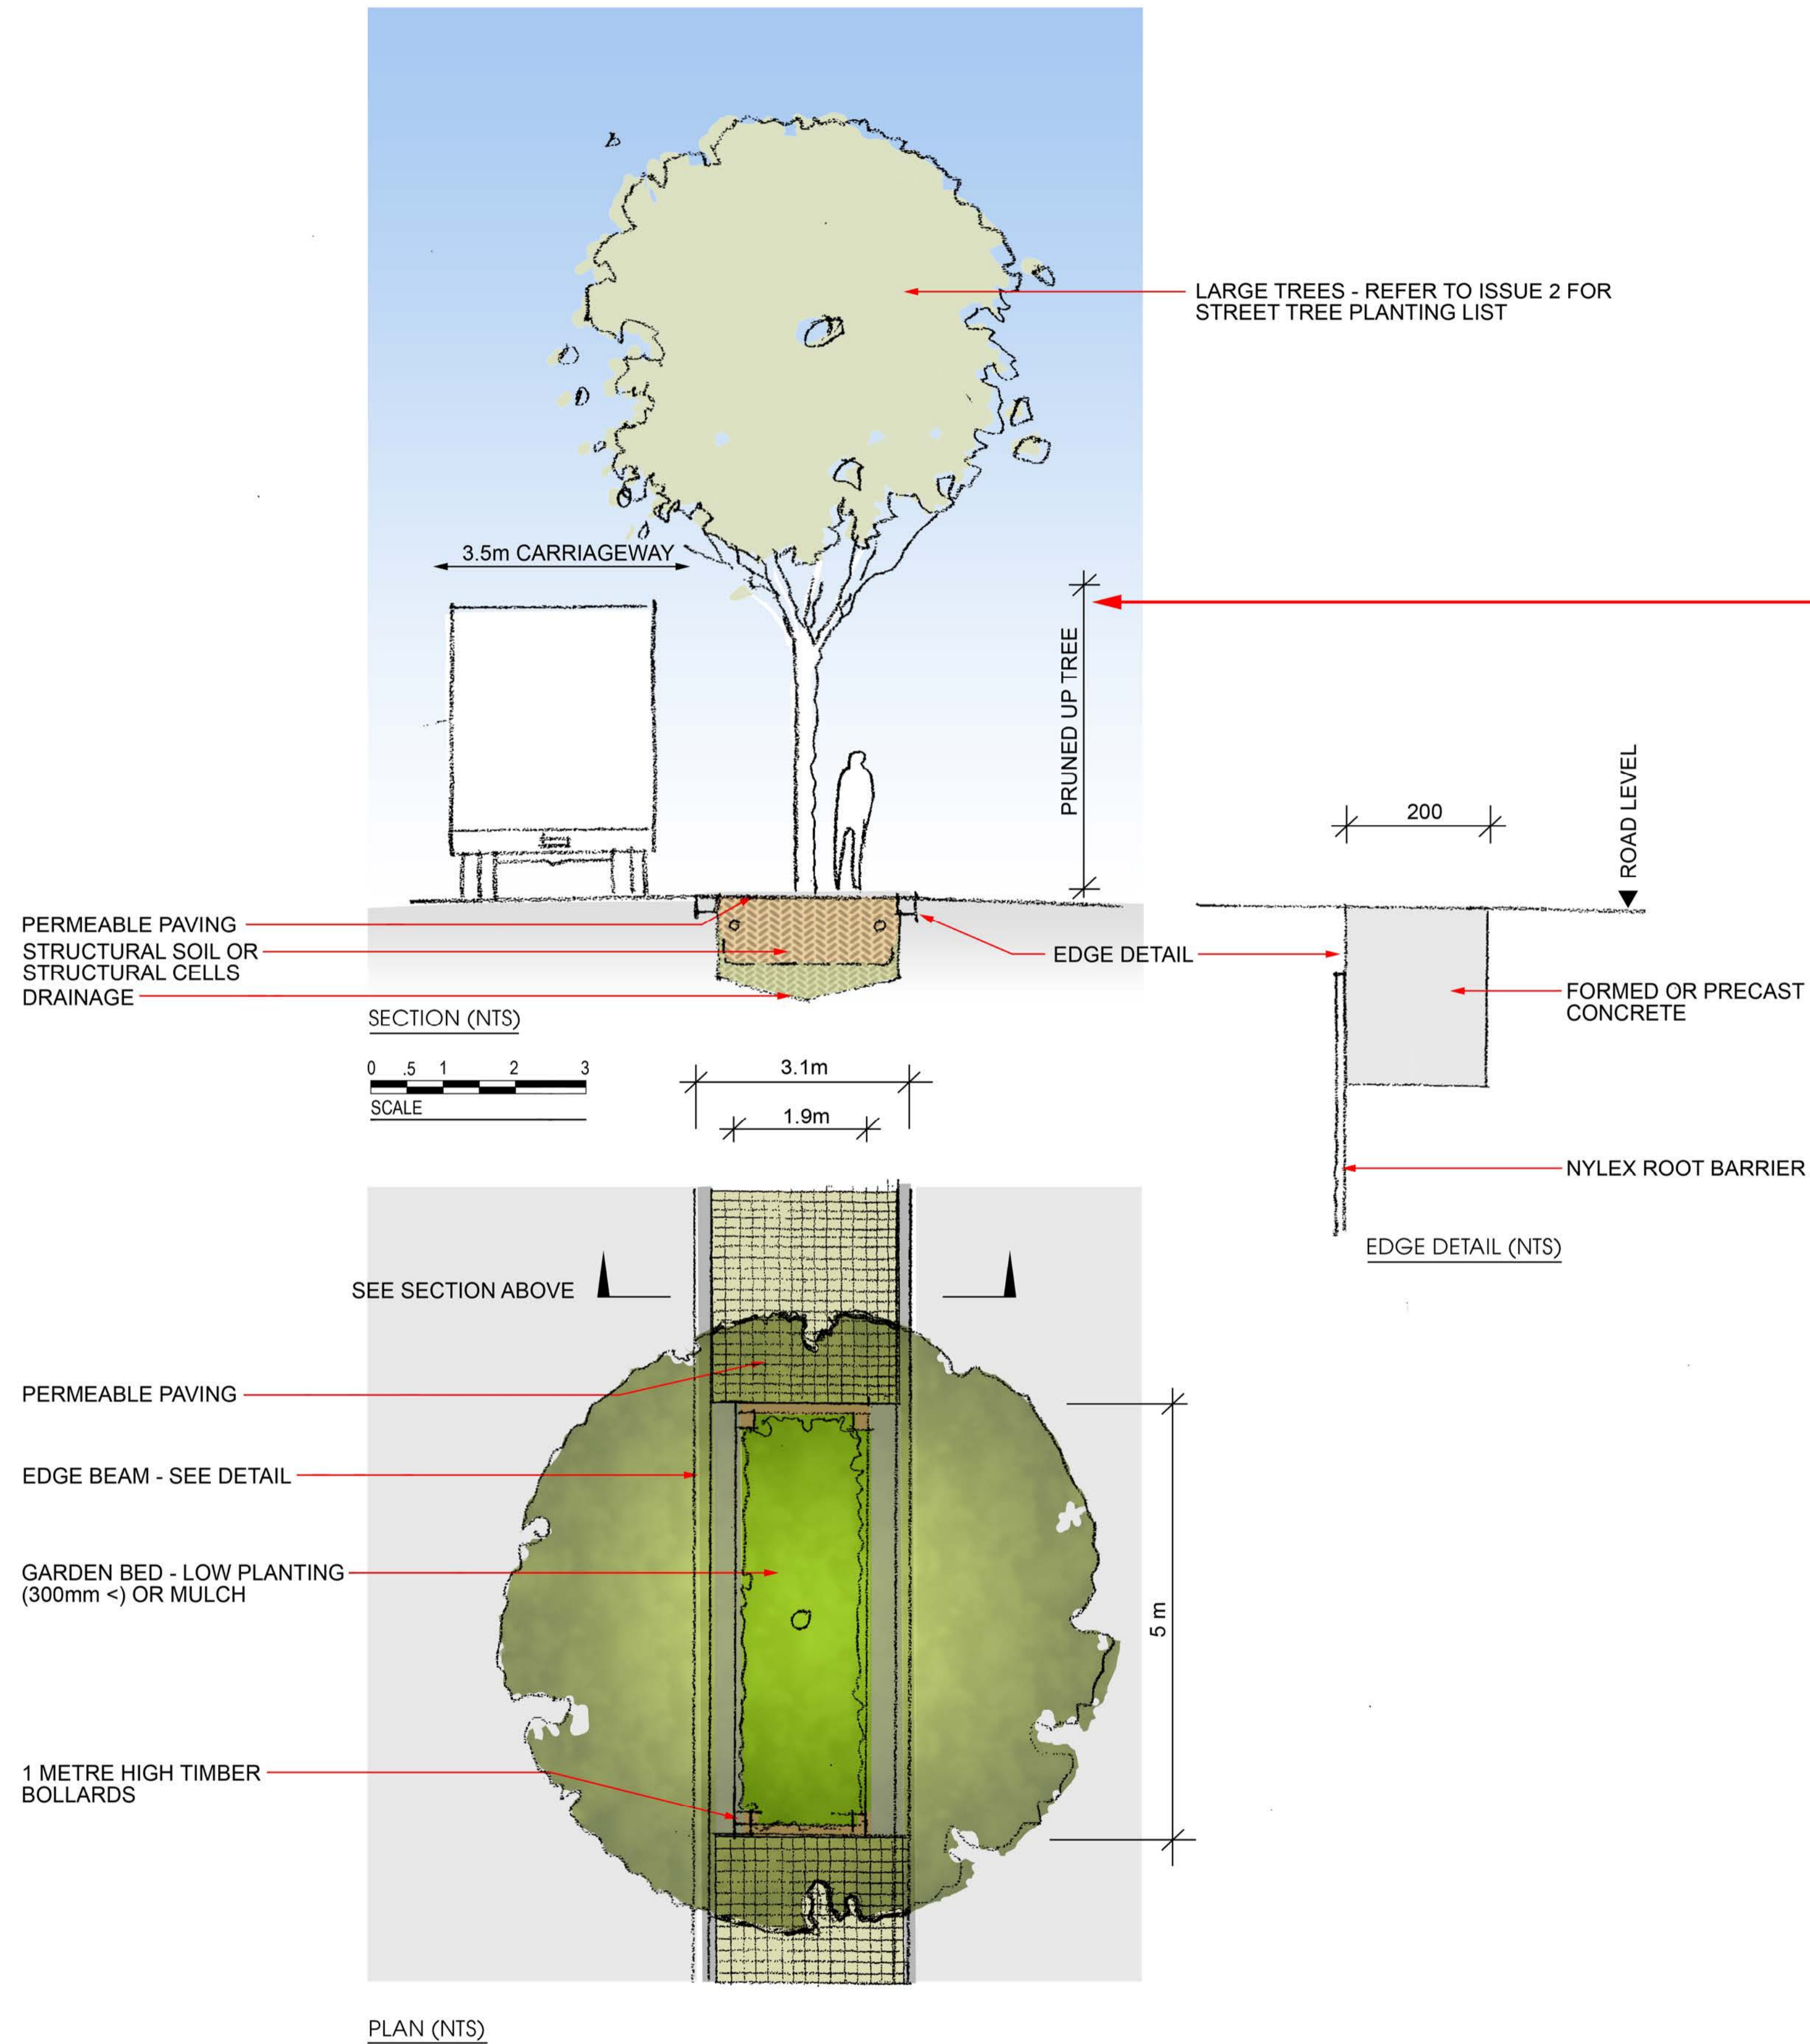 LARGE TREES - REFER TO ISSUE 2 FOR
STREET TREE PLANTING LIST
3.5m CARRIAGEWAY
PRUNED UP TREE
200
ROAD LEVEL
PERMEABLE PAVING
STRUCTURAL SOIL OR
STRUCTURAL CELLS
DRAINAGE
EDGE DETAIL
FORMED OR PRECAST
CONCRETE
SECTION (NTS)
0 .5 1 2 3
SCALE
3.1m
1.9m
NYLEX ROOT BARRIER
EDGE DETAIL (NTS)
SEE SECTION ABOVE
PERMEABLE PAVING
EDGE BEAM - SEE DETAIL
GARDEN BED - LOW PLANTING
(300mm <) OR MULCH
5 m
1 METRE HIGH TIMBER
BOLLARDS
PLAN (NTS)